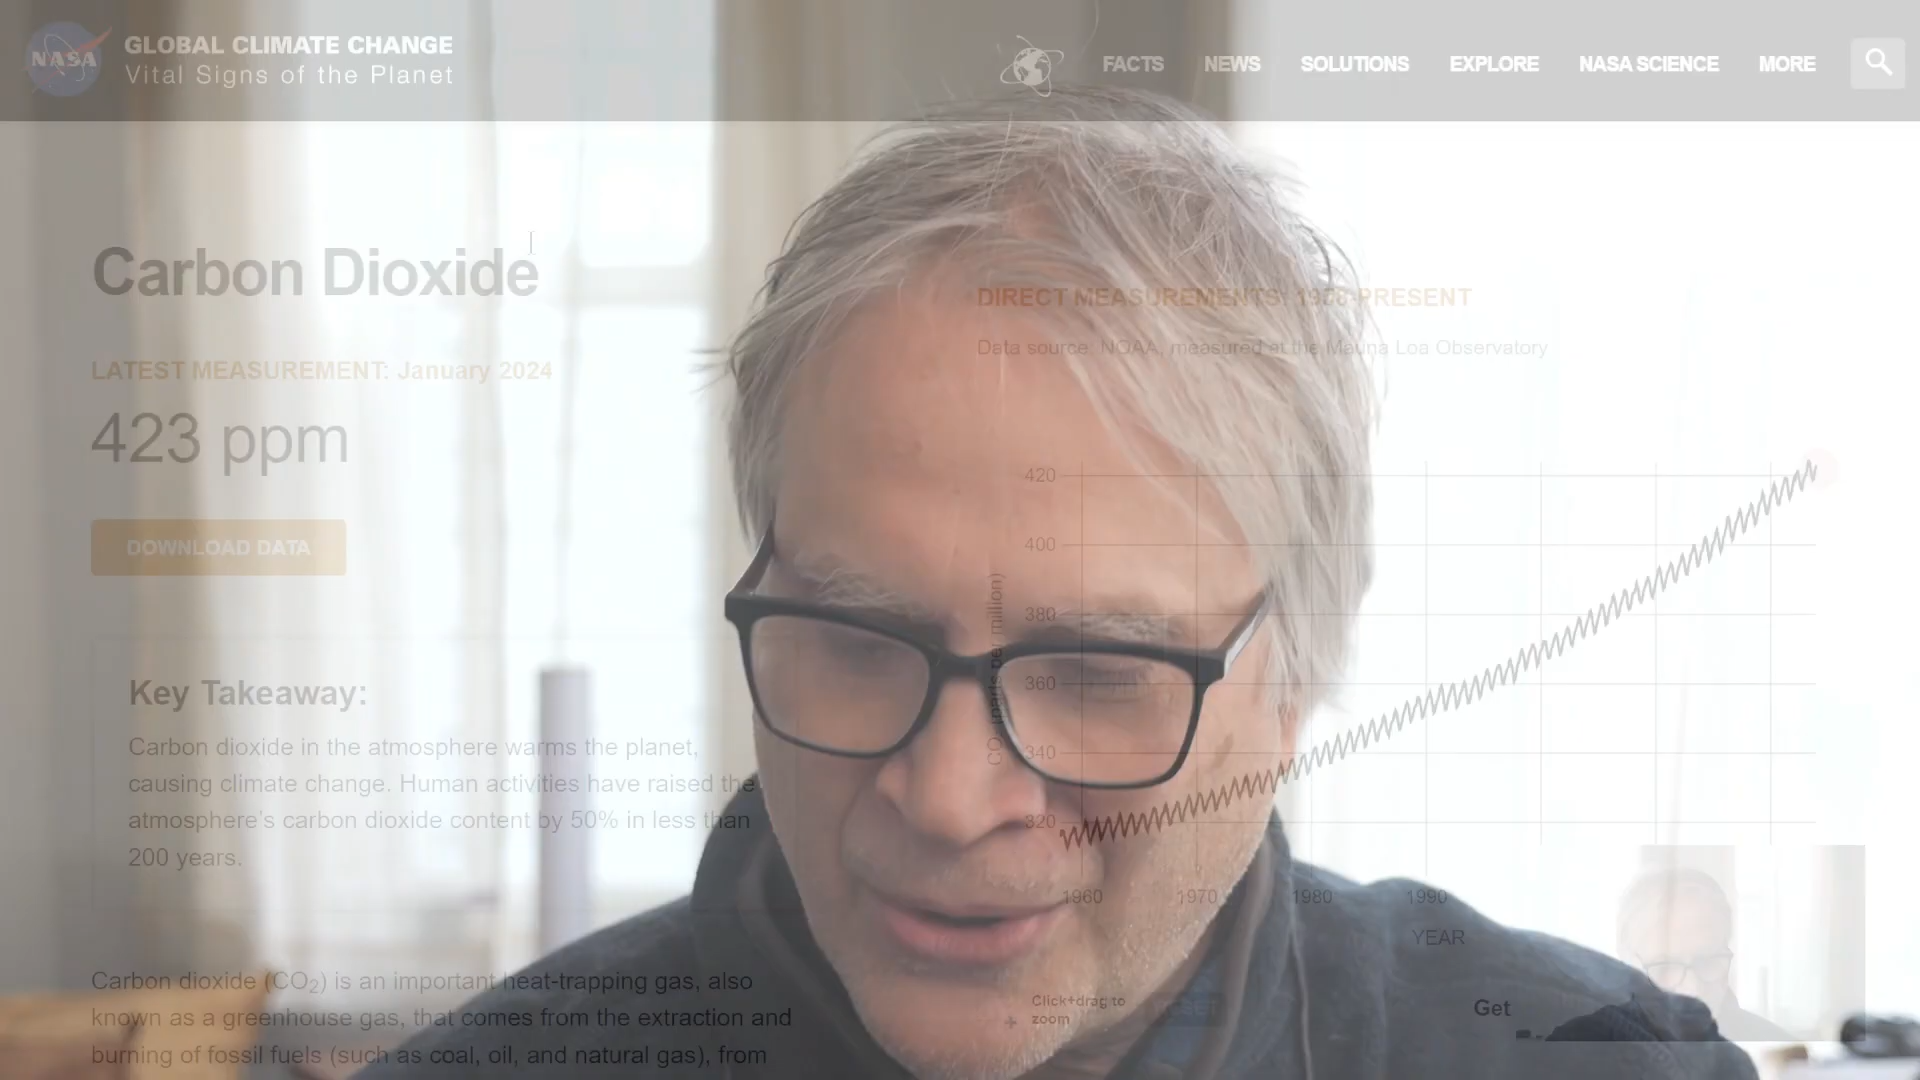 NASA
GLOBAL CLIMATE CHANGE
Vital Signs of the Planet
FACTS
NEWS
SOLUTIONS
EXPLORE
NASA SCIENCE
MORE
Carbon Dioxide
LATEST MEASUREMENT: January 2024
423 ppm
DOWNLOAD DATA
Key Takeaway:
Carbon dioxide in the atmosphere warms the planet,
causing climate change. Human activities have raised the
atmosphere's carbon dioxide content by 50% in less than
200 years.
Carbon dioxide (CO₂) is an important heat-trapping gas, also
known as a greenhouse gas, that comes from the extraction and
burning of fossil fuels (such as coal, oil, and natural gas), from
DIRECT MEASUREMENTS: 1958-PRESENT
Data source: NOAA, measured at the Mauna Loa Observatory
CO₂ (parts per million)
420
400
380
360
340
320
1960
1970
1980
1990
YEAR
Click+drag to
zoom
Get